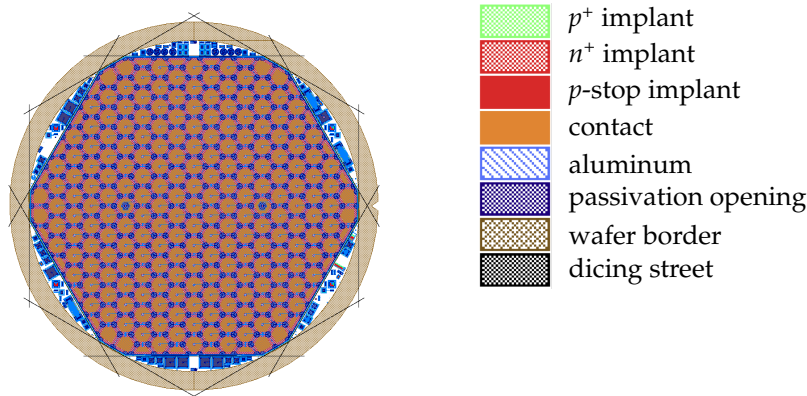 p⁺ implant
n⁺ implant
p-stop implant
contact
aluminum
passivation opening
wafer border
dicing street